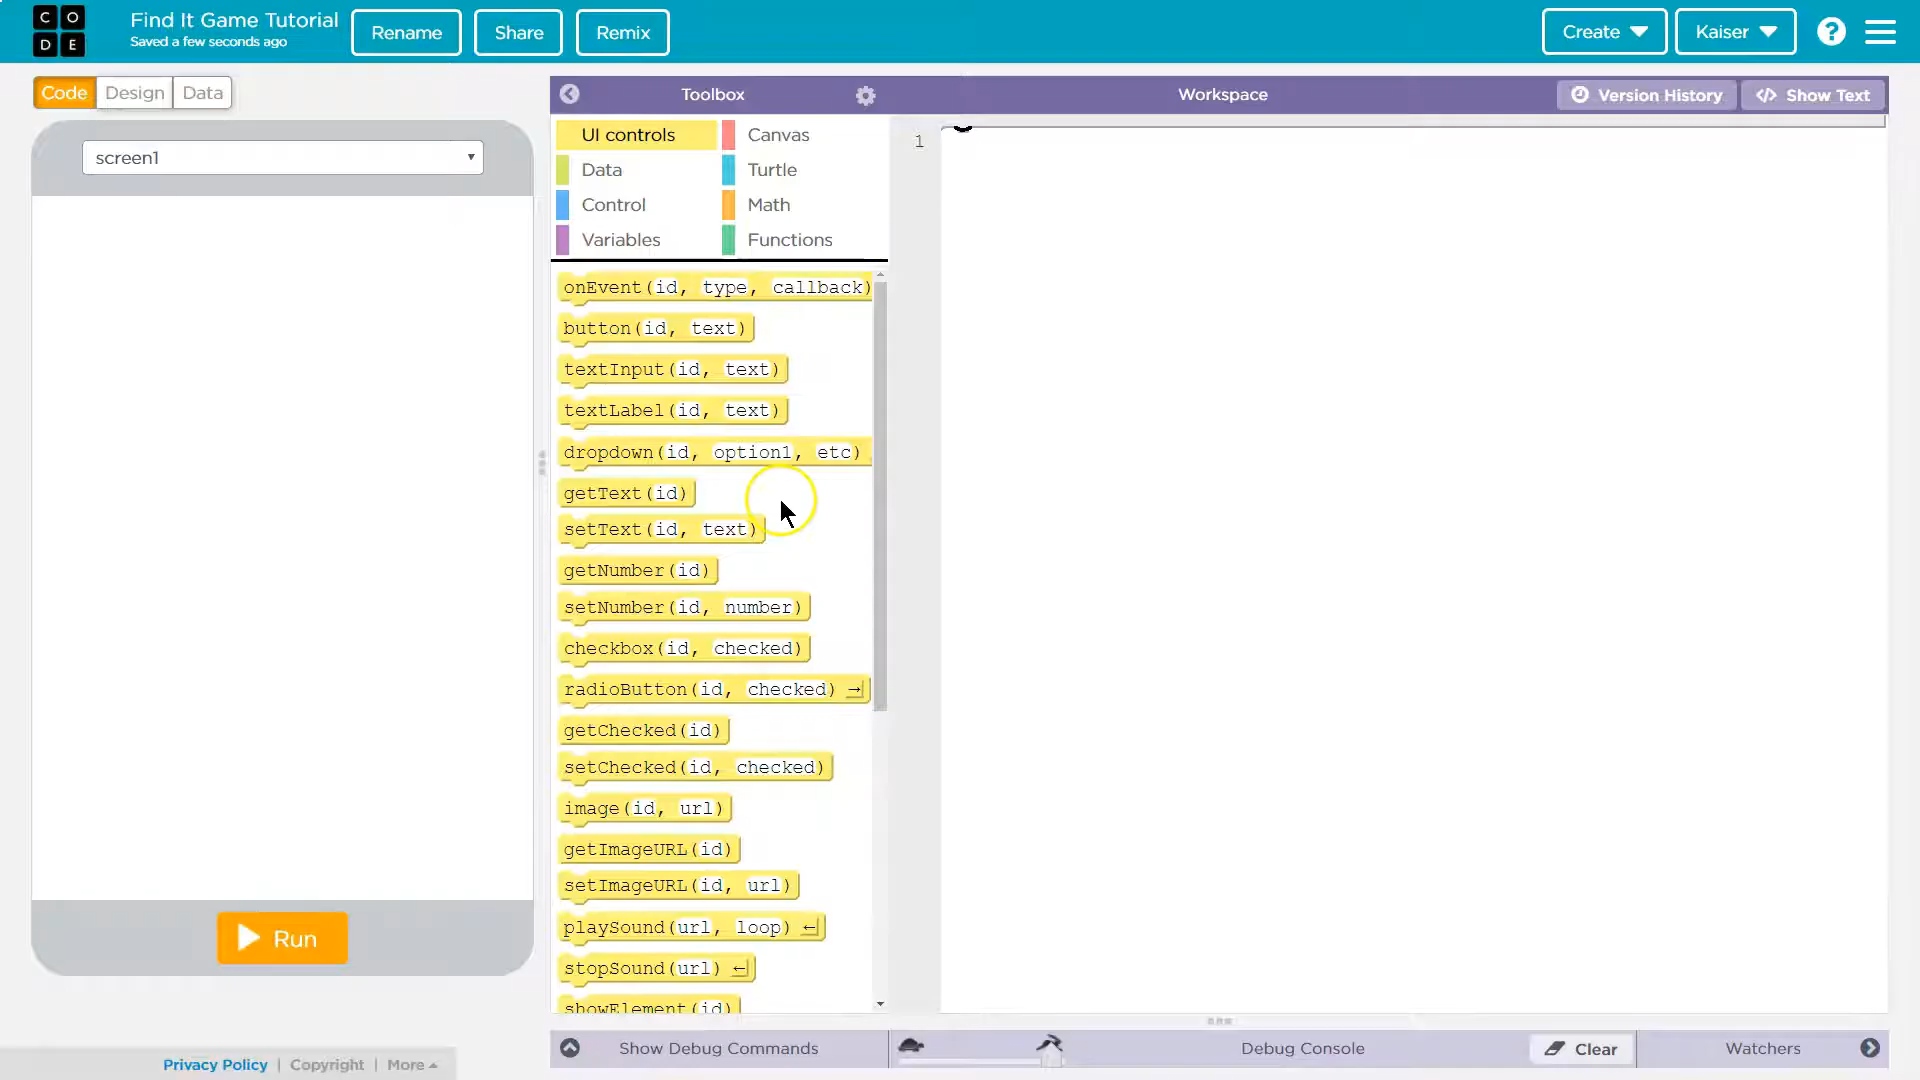 C O
D E
Find It Game Tutorial
Saved a few seconds ago
Rename
Share
Remix
Create
Kaiser
?
Code
Design
Data
Toolbox
Workspace
Version History
</> Show Text
screen1
UI controls
Canvas
Data
Turtle
Control
Math
Variables
Functions
1
onEvent(id, type, callback)
button(id, text)
textInput(id, text)
textLabel(id, text)
dropdown(id, option1, etc)
getText(id)
setText(id, text)
getNumber(id)
setNumber(id, number)
checkbox(id, checked)
radioButton(id, checked)
getChecked(id)
setChecked(id, checked)
image(id, url)
getImageURL(id)
setImageURL(id, url)
playSound(url, loop)
stopSound(url)
showElement(id)
Run
Show Debug Commands
Debug Console
Clear
Watchers
Privacy Policy | Copyright | More